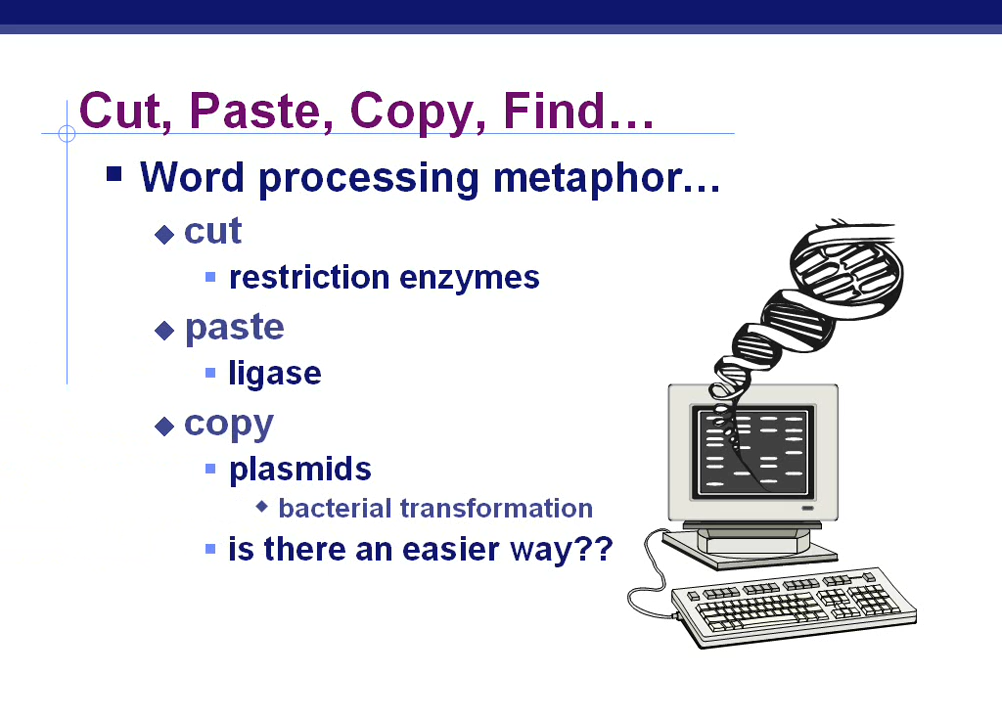 Cut, Paste, Copy, Find…
Word processing metaphor…
cut
restriction enzymes
paste
ligase
copy
plasmids
bacterial transformation
is there an easier way??